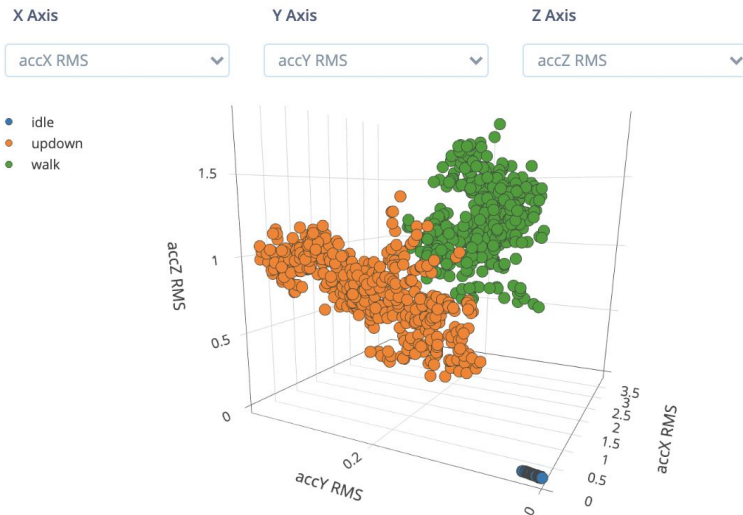 X Axis
Y Axis
Z Axis
accX RMS
accY RMS
accZ RMS
idle
updown
walk
1.5
1
0.5
0
accZ RMS
0.2
0
accY RMS
3.5
3
2.5
2
1.5
1
0.5
0
accX RMS